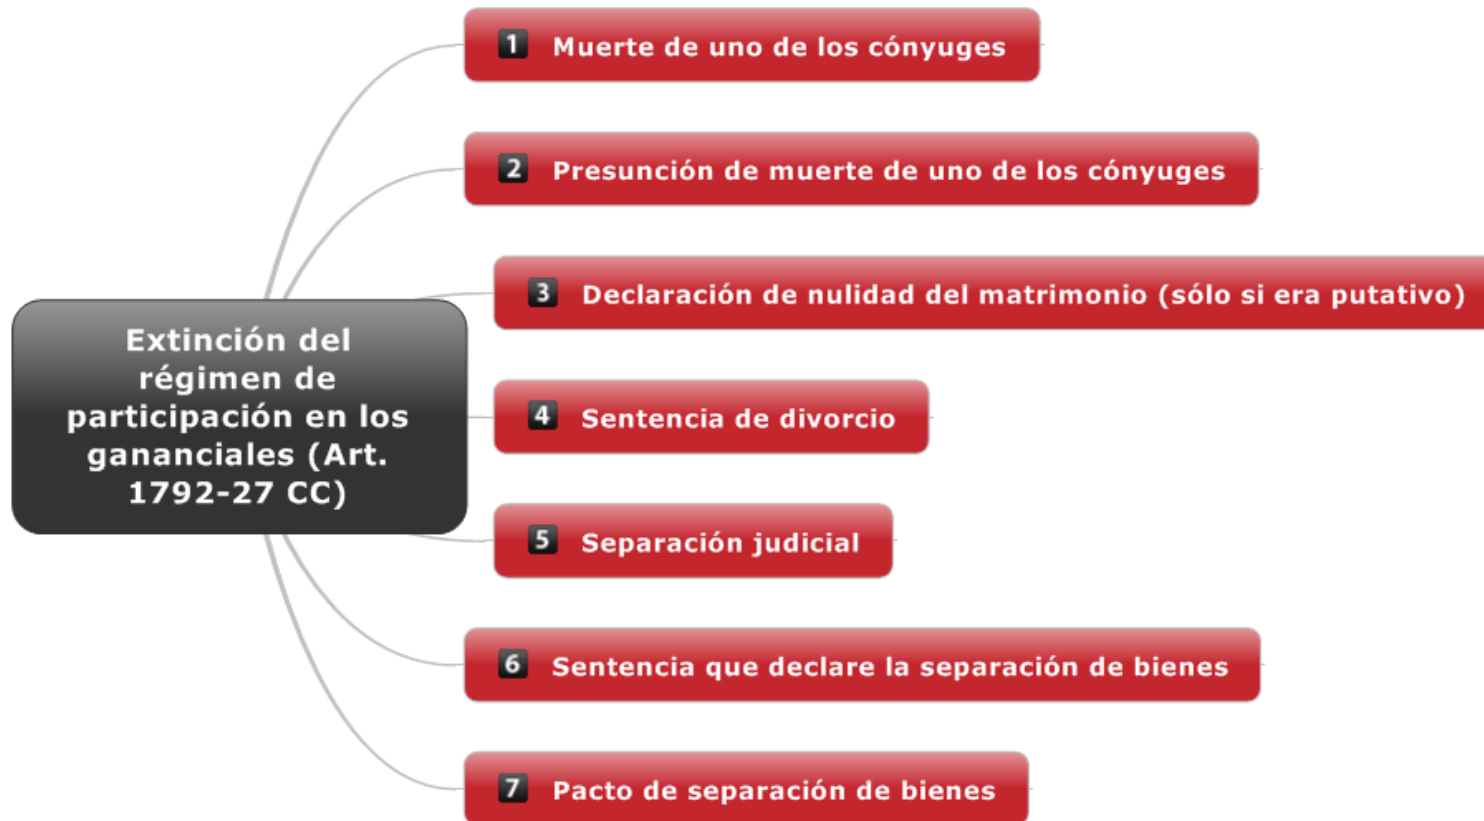 1 Muerte de uno de los cónyuges
2 Presunción de muerte de uno de los cónyuges
3 Declaración de nulidad del matrimonio (sólo si era putativo)
Extinción del
régimen de
participación en los
gananciales (Art.
1792-27 CC)
4 Sentencia de divorcio
5 Separación judicial
6 Sentencia que declare la separación de bienes
7 Pacto de separación de bienes